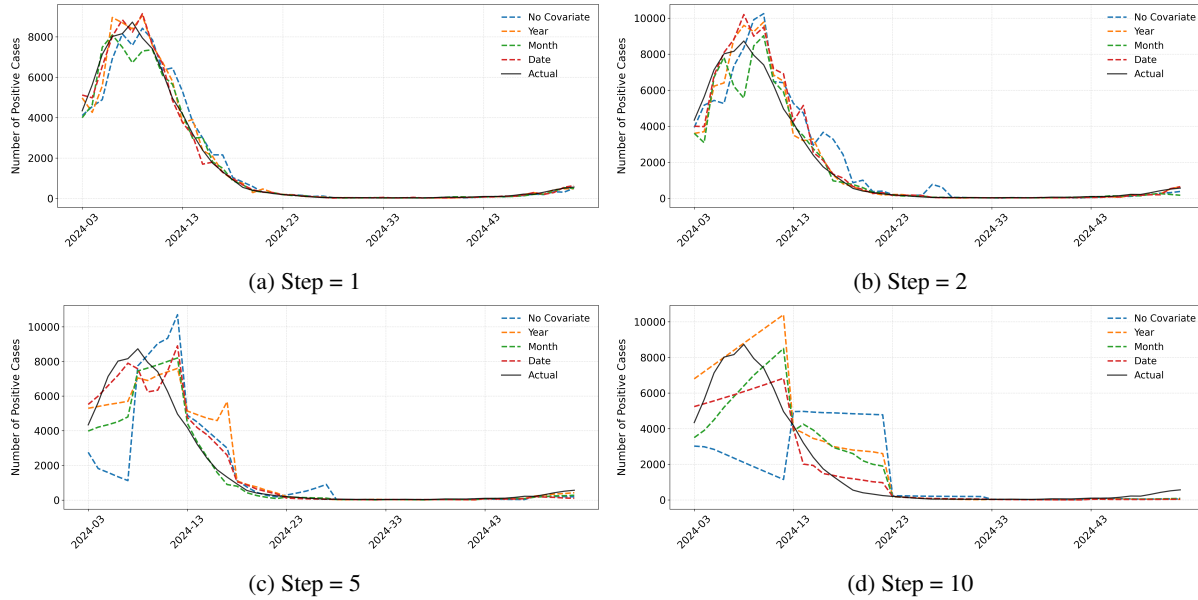 Number of Positive Cases
8000
6000
4000
2000
0
2024-03
2024-13
2024-23
2024-33
2024-43
No Covariate
Year
Month
Date
Actual
(a) Step = 1
Number of Positive Cases
10000
8000
6000
4000
2000
0
2024-03
2024-13
2024-23
2024-33
2024-43
No Covariate
Year
Month
Date
Actual
(b) Step = 2
Number of Positive Cases
10000
8000
6000
4000
2000
0
2024-03
2024-13
2024-23
2024-33
2024-43
No Covariate
Year
Month
Date
Actual
(c) Step = 5
Number of Positive Cases
10000
8000
6000
4000
2000
0
2024-03
2024-13
2024-23
2024-33
2024-43
No Covariate
Year
Month
Date
Actual
(d) Step = 10